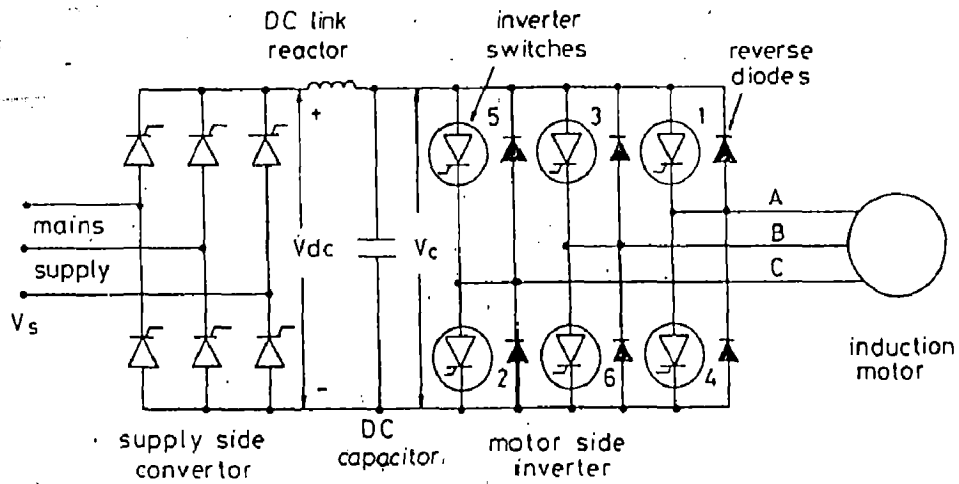 DC link
reactor
inverter
switches
reverse
diodes
+
5
3
1
mains
supply
Vs
Vdc
Vc
A
B
C
2
6
4
-
induction
motor
supply side
convertor
DC
capacitor
motor side
inverter